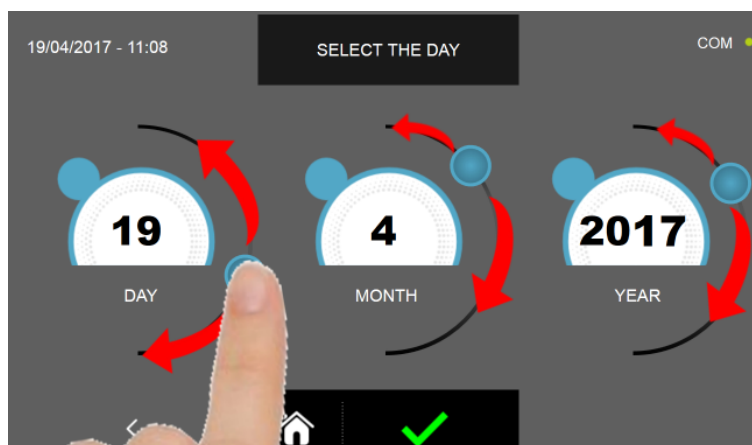 19/04/2017 - 11:08
SELECT THE DAY
COM
19
4
2017
DAY
MONTH
YEAR